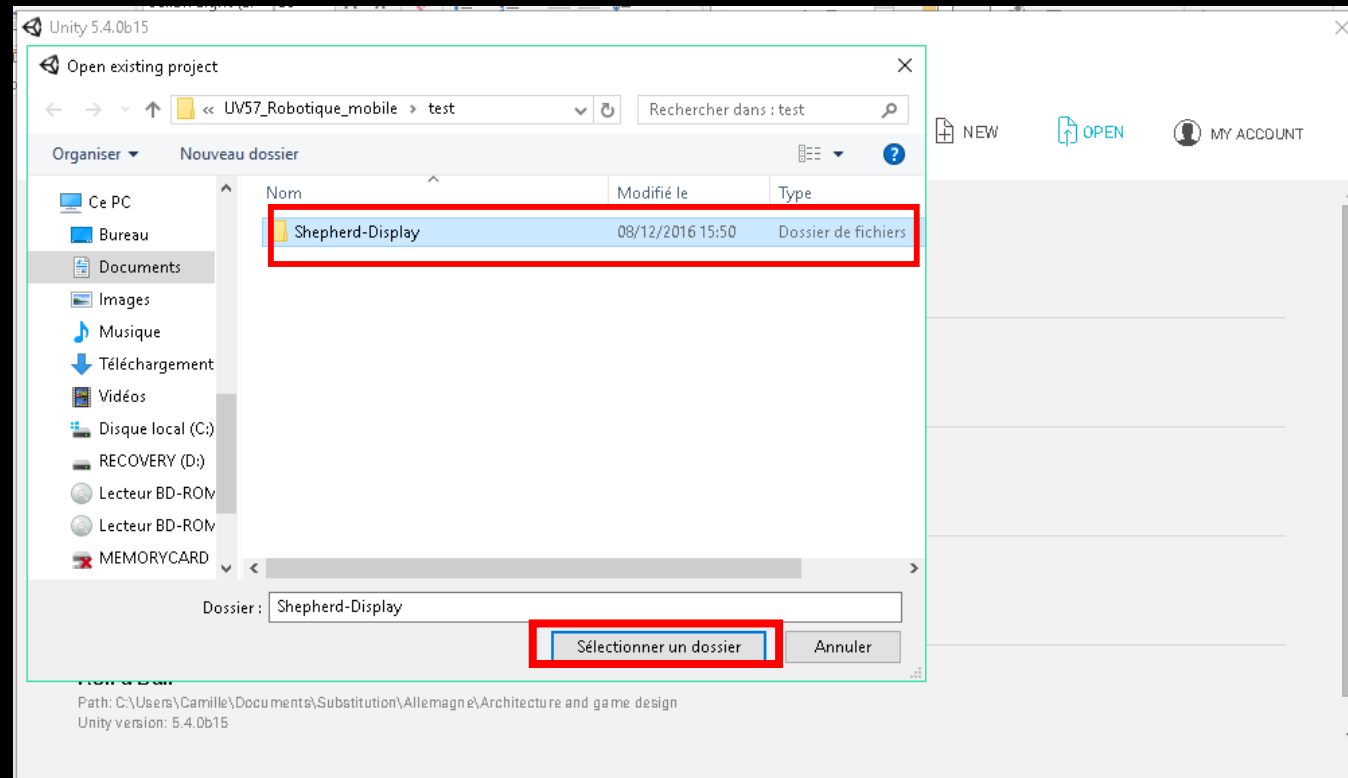 Unity 5.4.0b15
Open existing project
« UV57_Robotique_mobile > test
Rechercher dans : test
NEW
OPEN
MY ACCOUNT
Organiser
Nouveau dossier
Nom
Modifié le
Type
Ce PC
Shepherd-Display
08/12/2016 15:50
Dossier de fichiers
Bureau
Documents
Images
Musique
Téléchargement
Vidéos
Disque local (C:)
RECOVERY (D:)
Lecteur BD-ROM
Lecteur BD-ROM
MEMORYCARD
Dossier : Shepherd-Display
Sélectionner un dossier
Annuler
Path: C:\Users\Camille\Documents\Substitution\Allemagne\Architecture and game design
Unity version: 5.4.0b15